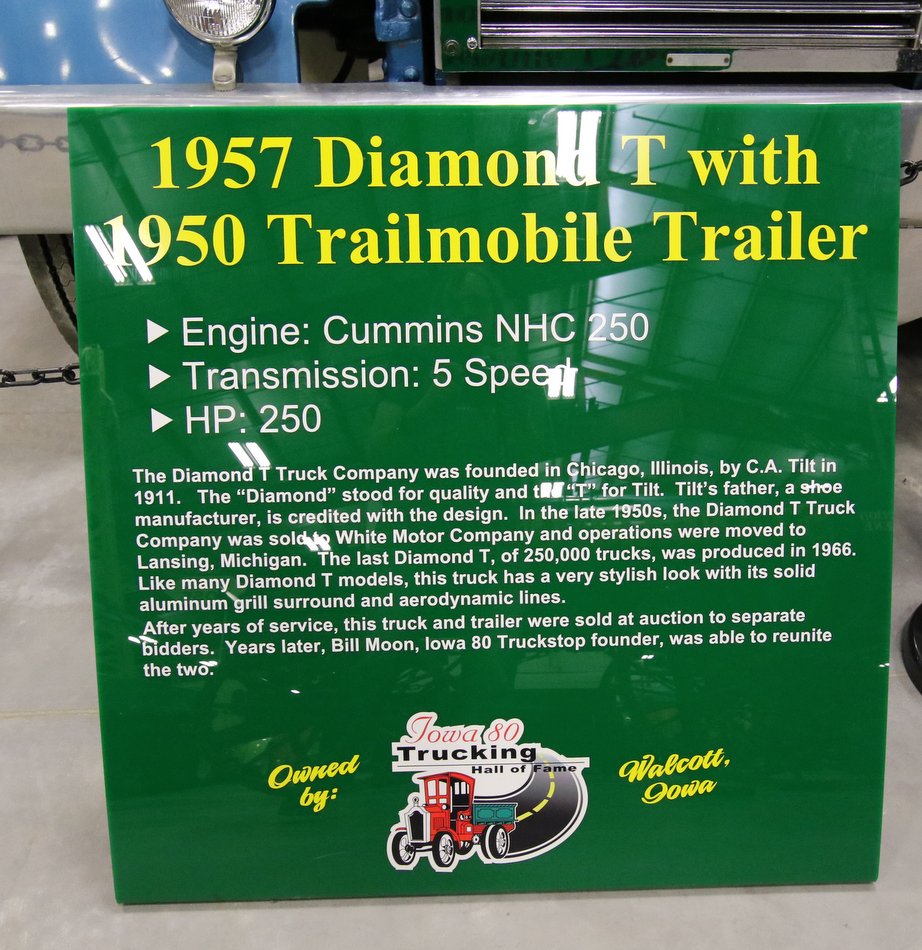 1957 Diamond T with
1950 Trailmobile Trailer
Engine: Cummins NHC 250
Transmission: 5 Speed
HP: 250
The Diamond T Truck Company was founded in Chicago, Illinois, by C.A. Tilt in
1911. The “Diamond” stood for quality and the “T” for Tilt. Tilt’s father, a shoe
manufacturer, is credited with the design. In the late 1950s, the Diamond T Truck
Company was sold to White Motor Company and operations were moved to
Lansing, Michigan. The last Diamond T, of 250,000 trucks, was produced in 1966.
Like many Diamond T models, this truck has a very stylish look with its solid
aluminum grill surround and aerodynamic lines.
After years of service, this truck and trailer were sold at auction to separate
bidders. Years later, Bill Moon, Iowa 80 Truckstop founder, was able to reunite
the two.
Owned
by:
Iowa 80
Trucking
Hall of Fame
Walcott,
Iowa